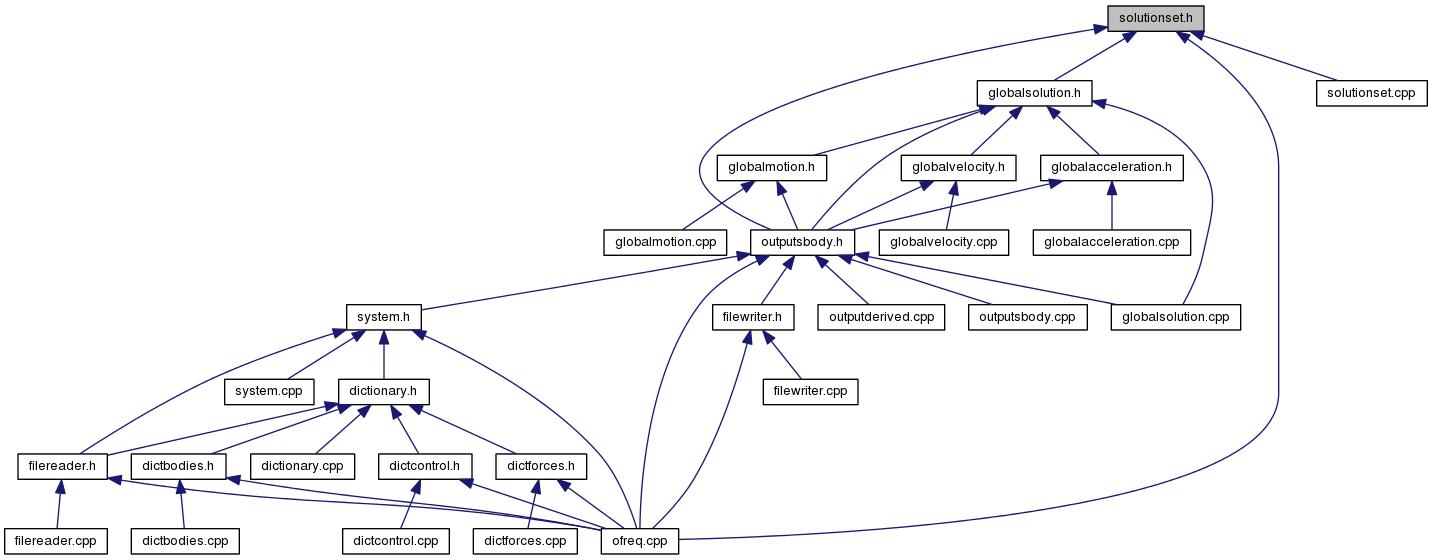 solutionset.h
globalsolution.h
solutionset.cpp
globalmotion.h
globalvelocity.h
globalacceleration.h
globalmotion.cpp
outputsbody.h
globalvelocity.cpp
globalacceleration.cpp
system.h
filewriter.h
outputderived.cpp
outputsbody.cpp
globalsolution.cpp
system.cpp
dictionary.h
filewriter.cpp
filereader.h
dictbodies.h
dictionary.cpp
dictcontrol.h
dictforces.h
filereader.cpp
dictbodies.cpp
dictcontrol.cpp
dictforces.cpp
ofreq.cpp